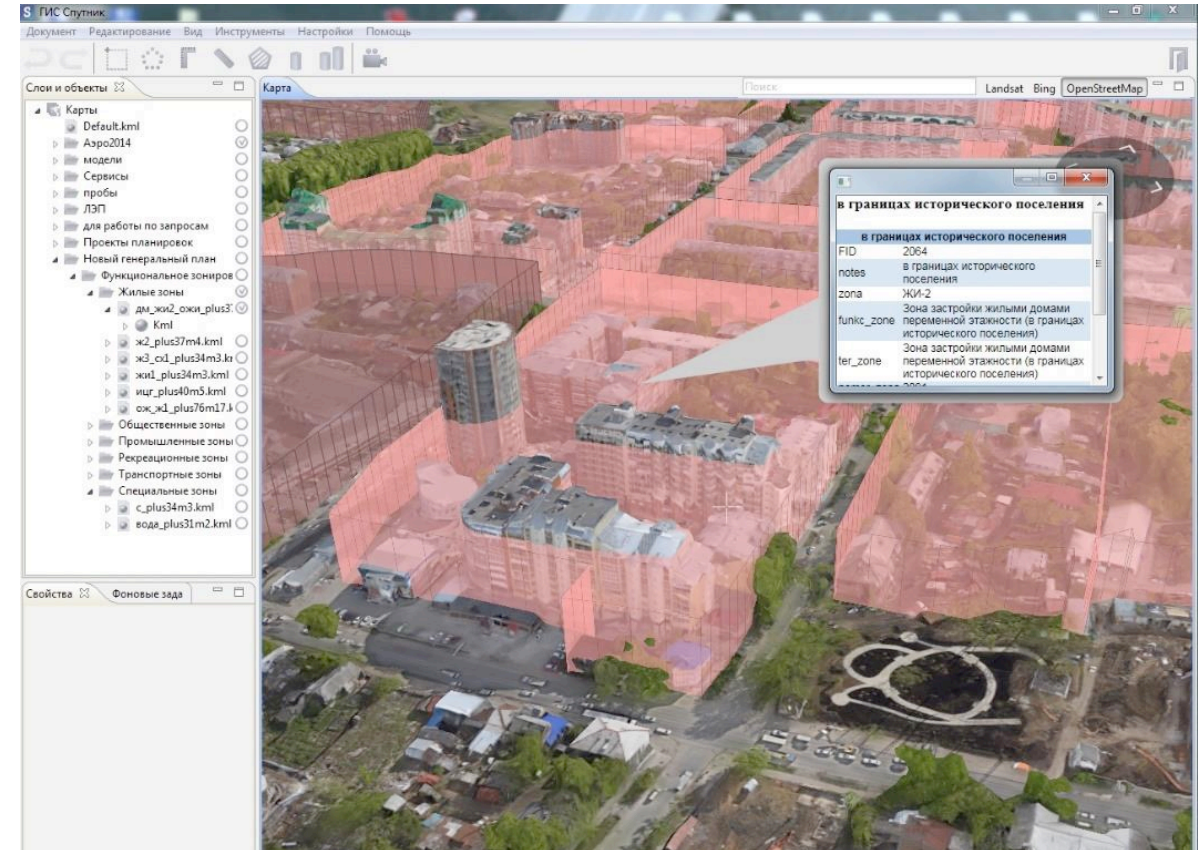 S ГИС Спутник
Документ Редактирование Вид Инструменты Настройки Помощь
Слои и объекты
Карты
Default.kml
Аэро2014
модели
Сервисы
пробы
ЛЭП
для работы по запросам
Проекты планировок
Новый генеральный план
Функциональное зониров
Жилые зоны
дм_жи2_ожи_plus3
Kml
ж2_plus37m4.kml
ж3_сх1_plus34m3.kr
жи1_plus34m3.kml
ицг_plus40m5.kml
ож_ж1_plus76m17.k
Общественные зоны
Промышленные зоны
Рекреационные зоны
Транспортные зоны
Специальные зоны
с_plus34m3.kml
вода_plus31m2.kml
Свойства Фоновые зада
Карта
Поиск
Landsat Bing OpenStreetMap
в границах исторического поселения
в границах исторического поселения
FID 2064
notes в границах исторического
поселения
zona ЖИ-2
funkc_zone Зона застройки жилыми домами
переменной этажности (в границах
исторического поселения)
ter_zone Зона застройки жилыми домами
переменной этажности (в границах
исторического поселения)